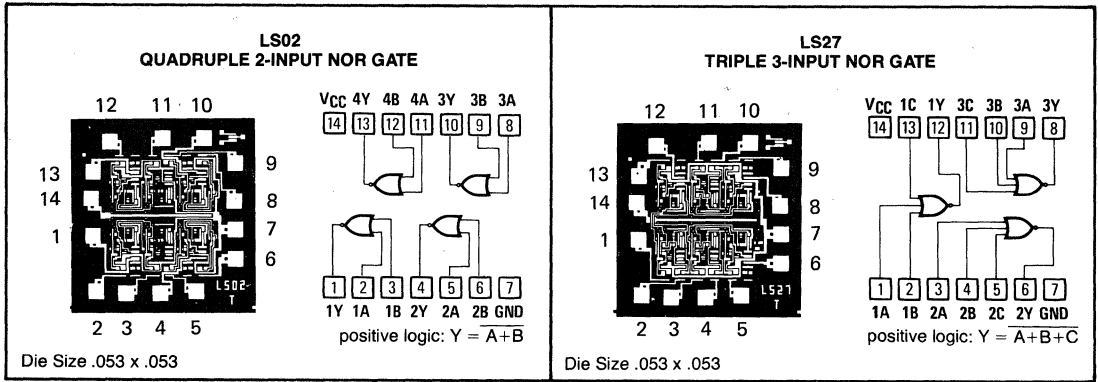 LS02
QUADRUPLE 2-INPUT NOR GATE
12 11 10
13
14
1
9
8
7
6
LS02
T
2 3 4 5
VCC 4Y 4B 4A 3Y 3B 3A
14 13 12 11 10 9 8
1 2 3 4 5 6 7
1Y 1A 1B 2Y 2A 2B GND
positive logic: Y = A+B
Die Size .053 x .053
LS27
TRIPLE 3-INPUT NOR GATE
12 11 10
13
14
1
9
8
7
6
LS27
T
2 3 4 5
VCC 1C 1Y 3C 3B 3A 3Y
14 13 12 11 10 9 8
1 2 3 4 5 6 7
1A 1B 2A 2B 2C 2Y GND
positive logic: Y = A+B+C
Die Size .053 x .053